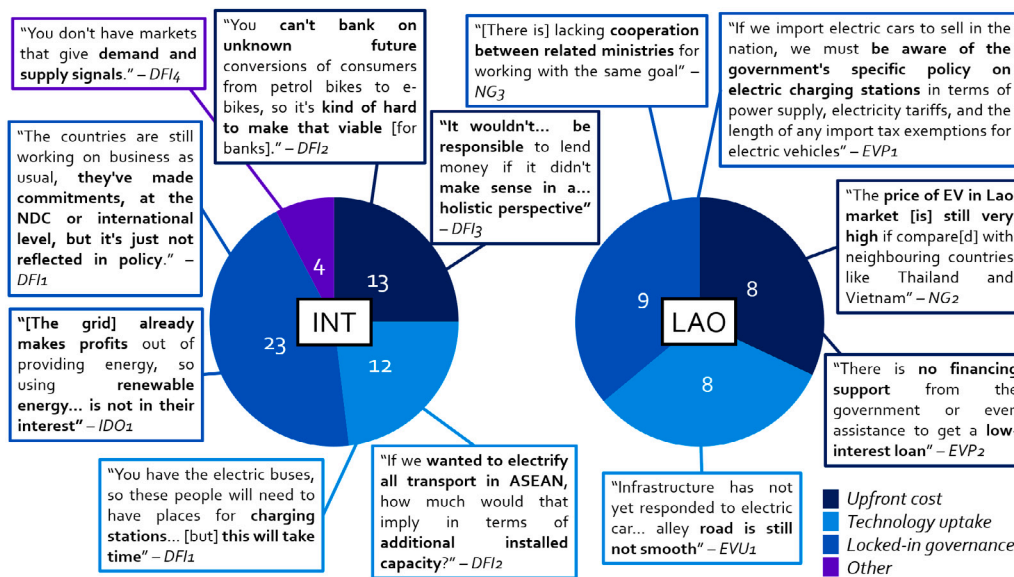 "You don't have markets
that give demand and
supply signals." – DFI4
"You can't bank on
unknown future
conversions of consumers
from petrol bikes to e-
bikes, so it's kind of hard
to make that viable [for
banks]." – DFI2
"[There is] lacking cooperation
between related ministries for
working with the same goal" –
NG3
"If we import electric cars to sell in the
nation, we must be aware of the
government's specific policy on
electric charging stations in terms of
power supply, electricity tariffs, and the
length of any import tax exemptions for
electric vehicles" – EVP1
"The countries are still
working on business as
usual, they've made
commitments, at the
NDC or international
level, but it's just not
reflected in policy." –
DFI1
"It wouldn't... be
responsible to lend
money if it didn't
make sense in a...
holistic perspective"
– DFI3
"The price of EV in Lao
market [is] still very
high if compare[d] with
neighbouring countries
like Thailand and
Vietnam" – NG2
4
13
INT
23
12
9
8
LAO
8
"[The grid] already
makes profits out of
providing energy, so
using renewable
energy... is not in their
interest" – IDO1
"There is no financing
support from the
government or even
assistance to get a low-
interest loan" – EVP2
"You have the electric buses,
so these people will need to
have places for charging
stations... [but] this will take
time" – DFI1
"If we wanted to electrify
all transport in ASEAN,
how much would that
imply in terms of
additional installed
capacity?" – DFI2
"Infrastructure has not
yet responded to electric
car... alley road is still
not smooth" – EVU1
Upfront cost
Technology uptake
Locked-in governance
Other